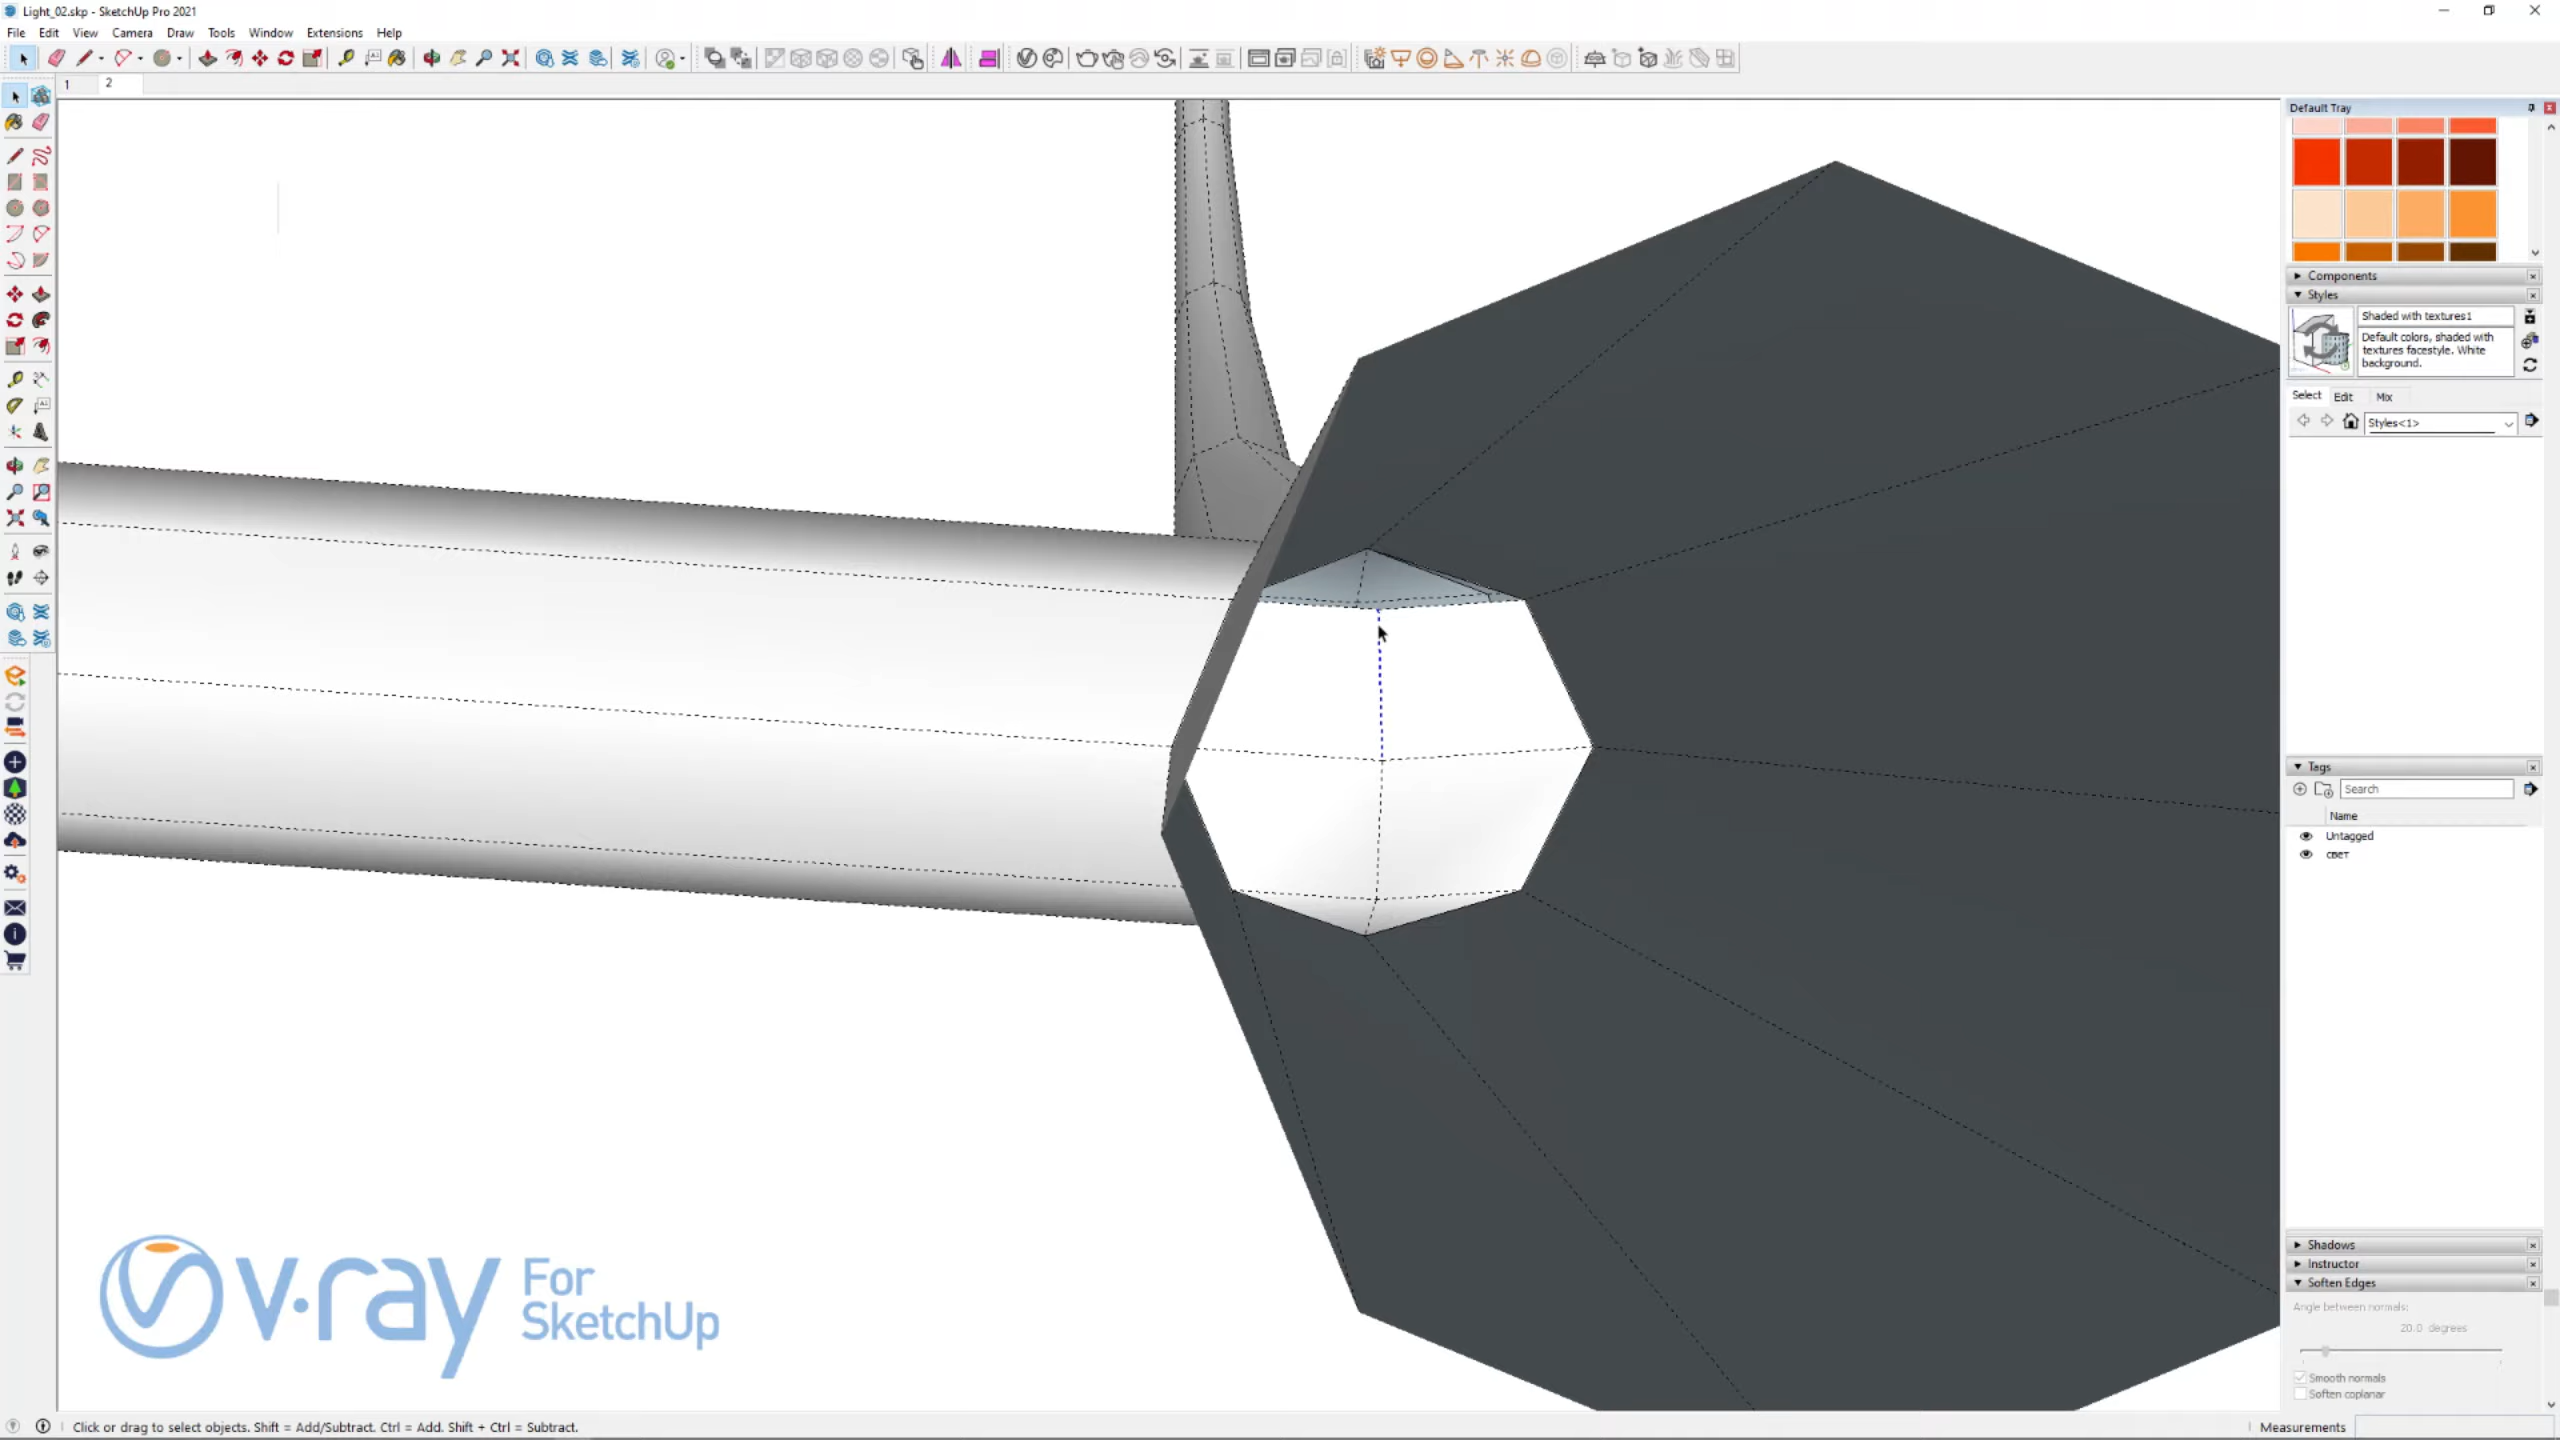 Light_02.skp - SketchUp Pro 2021
File Edit View Camera Draw Tools Window Extensions Help
1 2
Default Tray
Components
Styles
Shaded with textures1
Default colors, shaded with
textures facestyle. White
background.
Select Edit Mix
Styles<1>
Tags
Search
Name
Untagged
свет
Shadows
Instructor
Soften Edges
Angle between normals:
20.0 degrees
Smooth normals
Soften coplanar
v.ray For
SketchUp
Click or drag to select objects. Shift = Add/Subtract. Ctrl = Add. Shift + Ctrl = Subtract.
Measurements